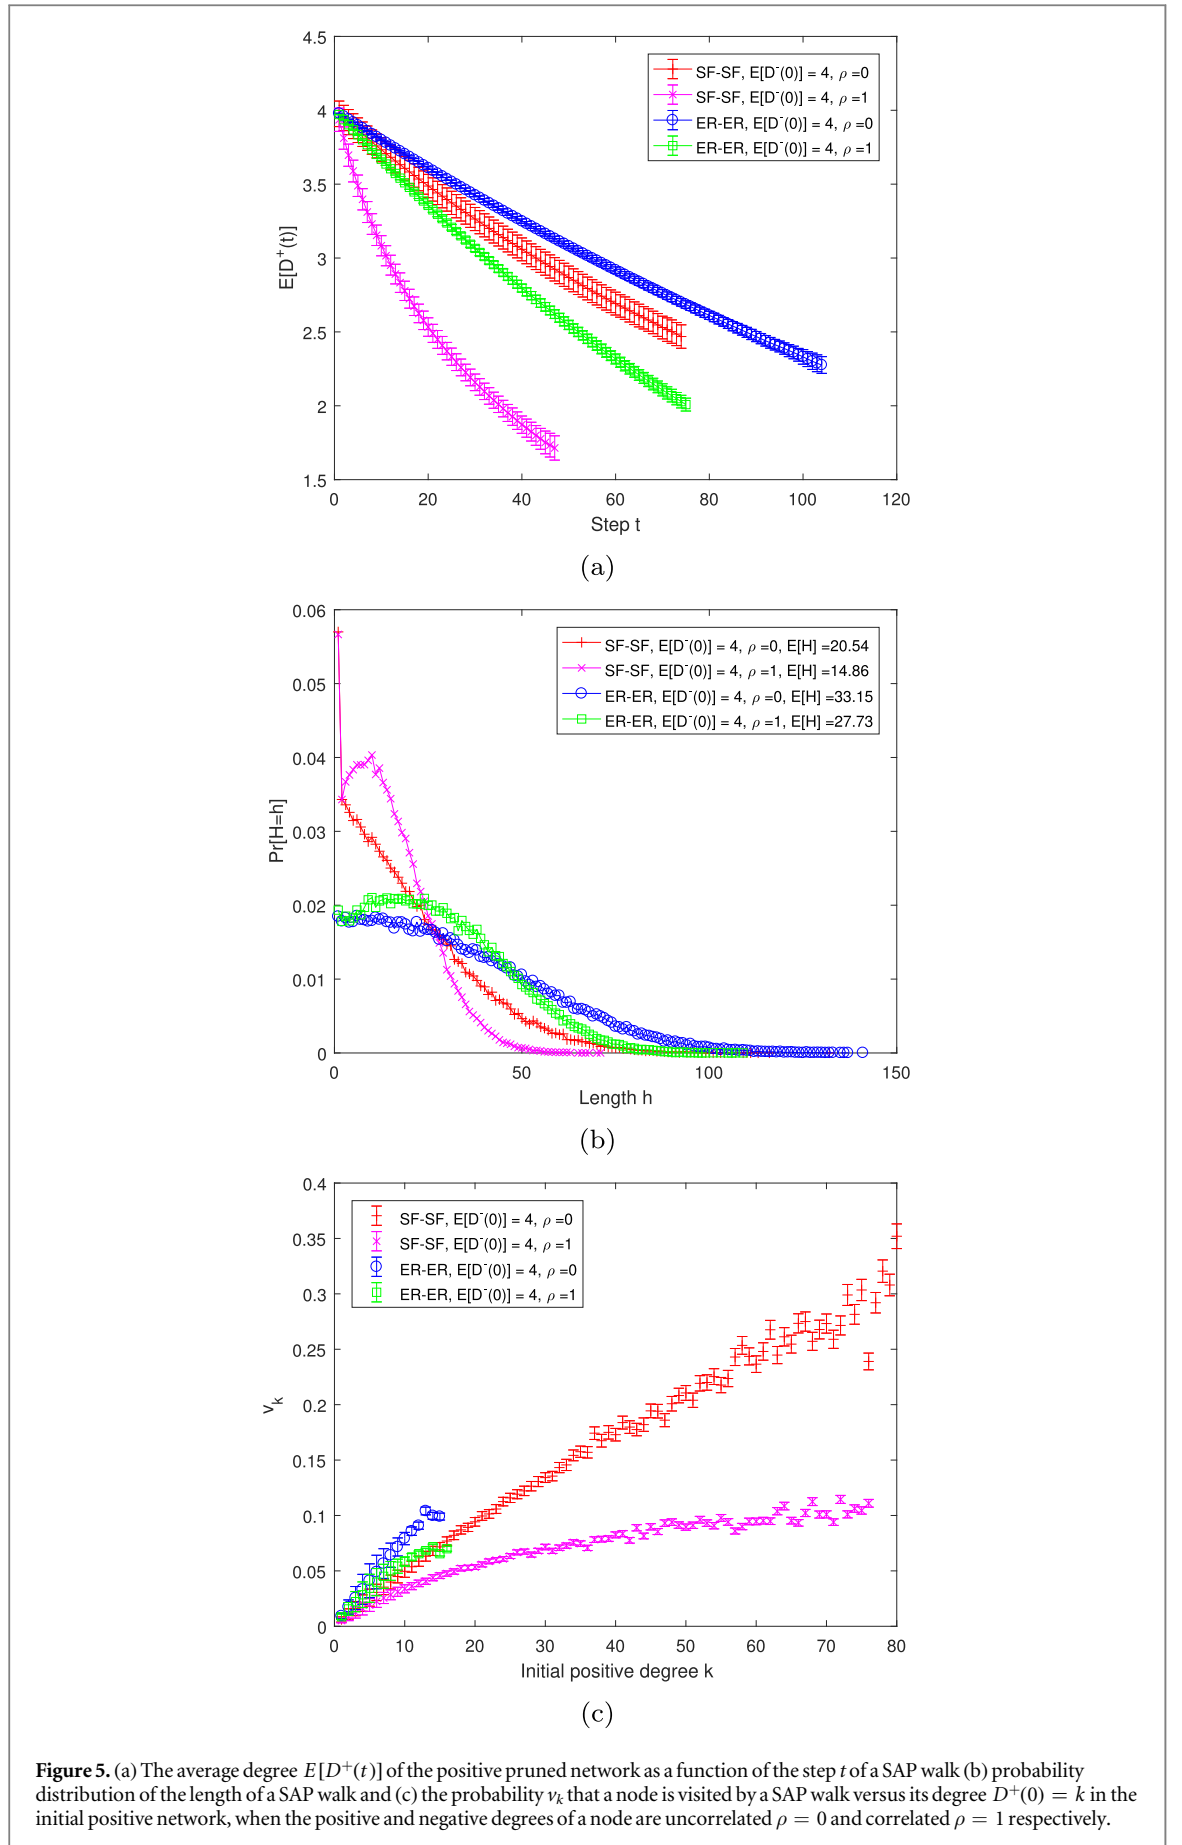 4.5
4
3.5
3
2.5
2
1.5
E[D⁺(t)]
SF-SF, E[D⁻(0)] = 4, ρ =0
SF-SF, E[D⁻(0)] = 4, ρ =1
ER-ER, E[D⁻(0)] = 4, ρ =0
ER-ER, E[D⁻(0)] = 4, ρ =1
0 20 40 60 80 100 120
Step t
(a)
0.06
0.05
0.04
0.03
0.02
0.01
0
Pr[H=h]
SF-SF, E[D⁻(0)] = 4, ρ =0, E[H] =20.54
SF-SF, E[D⁻(0)] = 4, ρ =1, E[H] =14.86
ER-ER, E[D⁻(0)] = 4, ρ =0, E[H] =33.15
ER-ER, E[D⁻(0)] = 4, ρ =1, E[H] =27.73
0 50 100 150
Length h
(b)
0.4
0.35
0.3
0.25
0.2
0.15
0.1
0.05
0
vₖ
SF-SF, E[D⁻(0)] = 4, ρ =0
SF-SF, E[D⁻(0)] = 4, ρ =1
ER-ER, E[D⁻(0)] = 4, ρ =0
ER-ER, E[D⁻(0)] = 4, ρ =1
0 10 20 30 40 50 60 70 80
Initial positive degree k
(c)
Figure 5. (a) The average degree E[D⁺(t)] of the positive pruned network as a function of the step t of a SAP walk (b) probability
distribution of the length of a SAP walk and (c) the probability vₖ that a node is visited by a SAP walk versus its degree D⁺(0) = k in the
initial positive network, when the positive and negative degrees of a node are uncorrelated ρ = 0 and correlated ρ = 1 respectively.